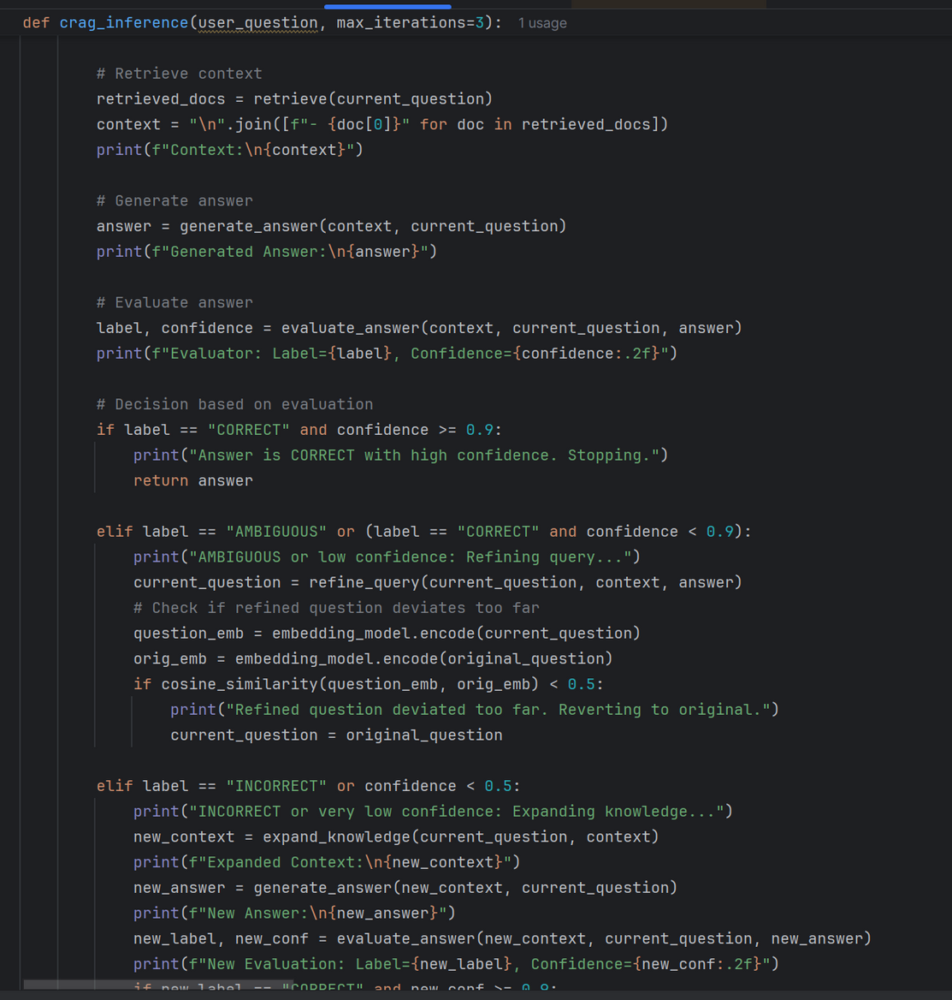 def crag_inference(user_question, max_iterations=3): 1 usage
# Retrieve context
retrieved_docs = retrieve(current_question)
context = "\n".join([f"- {doc[0]}" for doc in retrieved_docs])
print(f"Context:\n{context}")
# Generate answer
answer = generate_answer(context, current_question)
print(f"Generated Answer:\n{answer}")
# Evaluate answer
label, confidence = evaluate_answer(context, current_question, answer)
print(f"Evaluator: Label={label}, Confidence={confidence:.2f}")
# Decision based on evaluation
if label == "CORRECT" and confidence >= 0.9:
print("Answer is CORRECT with high confidence. Stopping.")
return answer
elif label == "AMBIGUOUS" or (label == "CORRECT" and confidence < 0.9):
print("AMBIGUOUS or low confidence: Refining query...")
current_question = refine_query(current_question, context, answer)
# Check if refined question deviates too far
question_emb = embedding_model.encode(current_question)
orig_emb = embedding_model.encode(original_question)
if cosine_similarity(question_emb, orig_emb) < 0.5:
print("Refined question deviated too far. Reverting to original.")
current_question = original_question
elif label == "INCORRECT" or confidence < 0.5:
print("INCORRECT or very low confidence: Expanding knowledge...")
new_context = expand_knowledge(current_question, context)
print(f"Expanded Context:\n{new_context}")
new_answer = generate_answer(new_context, current_question)
print(f"New Answer:\n{new_answer}")
new_label, new_conf = evaluate_answer(new_context, current_question, new_answer)
print(f"New Evaluation: Label={new_label}, Confidence={new_conf:.2f}")
if new_label == "CORRECT" and new_conf >= 0.9: